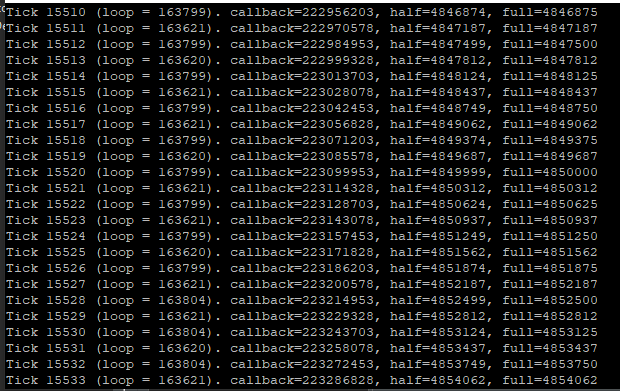 Tick 15510 (loop = 163799). callback=222956203, half=4846874, full=4846875
Tick 15511 (loop = 163621). callback=222970578, half=4847187, full=4847187
Tick 15512 (loop = 163799). callback=222984953, half=4847499, full=4847500
Tick 15513 (loop = 163620). callback=222999328, half=4847812, full=4847812
Tick 15514 (loop = 163799). callback=223013703, half=4848124, full=4848125
Tick 15515 (loop = 163621). callback=223028078, half=4848437, full=4848437
Tick 15516 (loop = 163799). callback=223042453, half=4848749, full=4848750
Tick 15517 (loop = 163621). callback=223056828, half=4849062, full=4849062
Tick 15518 (loop = 163799). callback=223071203, half=4849374, full=4849375
Tick 15519 (loop = 163620). callback=223085578, half=4849687, full=4849687
Tick 15520 (loop = 163799). callback=223099953, half=4849999, full=4850000
Tick 15521 (loop = 163621). callback=223114328, half=4850312, full=4850312
Tick 15522 (loop = 163799). callback=223128703, half=4850624, full=4850625
Tick 15523 (loop = 163621). callback=223143078, half=4850937, full=4850937
Tick 15524 (loop = 163799). callback=223157453, half=4851249, full=4851250
Tick 15525 (loop = 163620). callback=223171828, half=4851562, full=4851562
Tick 15526 (loop = 163799). callback=223186203, half=4851874, full=4851875
Tick 15527 (loop = 163621). callback=223200578, half=4852187, full=4852187
Tick 15528 (loop = 163804). callback=223214953, half=4852499, full=4852500
Tick 15529 (loop = 163621). callback=223229328, half=4852812, full=4852812
Tick 15530 (loop = 163804). callback=223243703, half=4853124, full=4853125
Tick 15531 (loop = 163620). callback=223258078, half=4853437, full=4853437
Tick 15532 (loop = 163804). callback=223272453, half=4853749, full=4853750
Tick 15533 (loop = 163621). callback=223286828, half=4854062, full=4854062